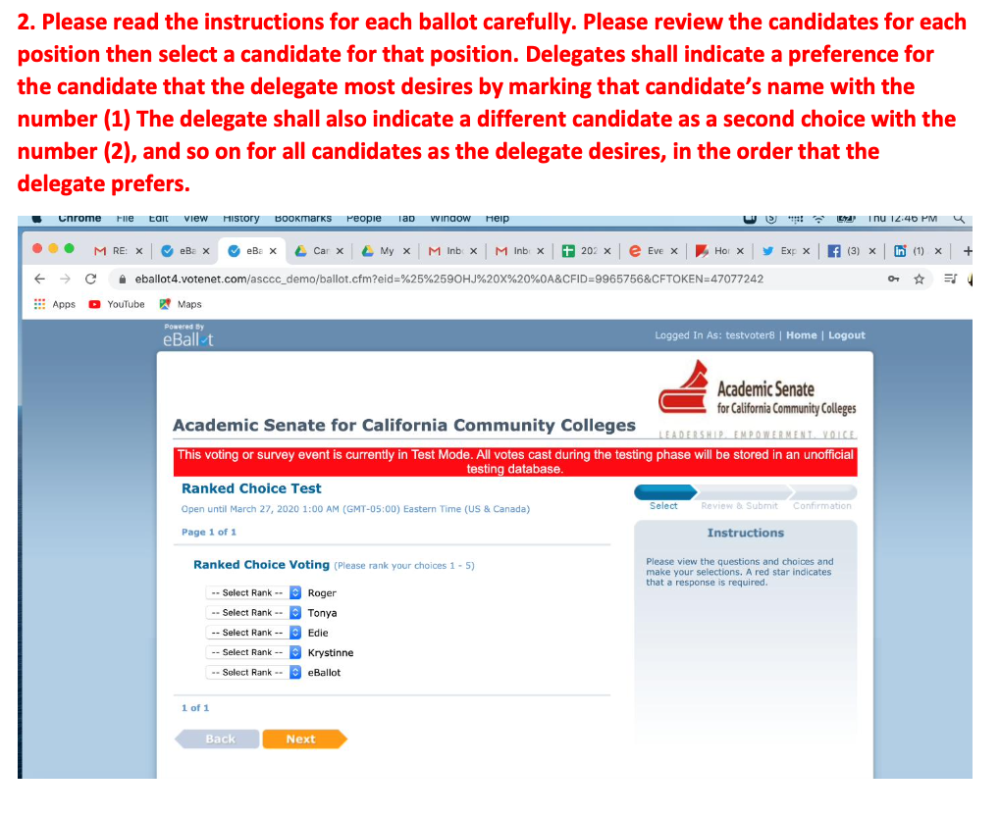 2. Please read the instructions for each ballot carefully. Please review the candidates for each
position then select a candidate for that position. Delegates shall indicate a preference for
the candidate that the delegate most desires by marking that candidate's name with the
number (1) The delegate shall also indicate a different candidate as a second choice with the
number (2), and so on for all candidates as the delegate desires, in the order that the
delegate prefers.
Chrome File Edit View History Bookmarks People Tab Window Help Thu 12:46 PM
RE: eBa eBa Car My Inb Inb 202 Eve Hor Exp (3) (1)
eballot4.votenet.com/asccc_demo/ballot.cfm?eid=%25%259OHJ%20X%20%0A&CFID=9965756&CFTOKEN=47077242
Apps YouTube Maps
Powered By
eBallot
Logged In As: testvoter8 | Home | Logout
Academic Senate
for California Community Colleges
LEADERSHIP. EMPOWERMENT. VOICE.
Academic Senate for California Community Colleges
This voting or survey event is currently in Test Mode. All votes cast during the testing phase will be stored in an unofficial
testing database.
Ranked Choice Test
Open until March 27, 2020 1:00 AM (GMT-05:00) Eastern Time (US & Canada)
Page 1 of 1
Select Review & Submit Confirmation
Instructions
Please view the questions and choices and
make your selections. A red star indicates
that a response is required.
Ranked Choice Voting (Please rank your choices 1 - 5)
-- Select Rank -- Roger
-- Select Rank -- Tonya
-- Select Rank -- Edie
-- Select Rank -- Krystinne
-- Select Rank -- eBallot
1 of 1
Back Next